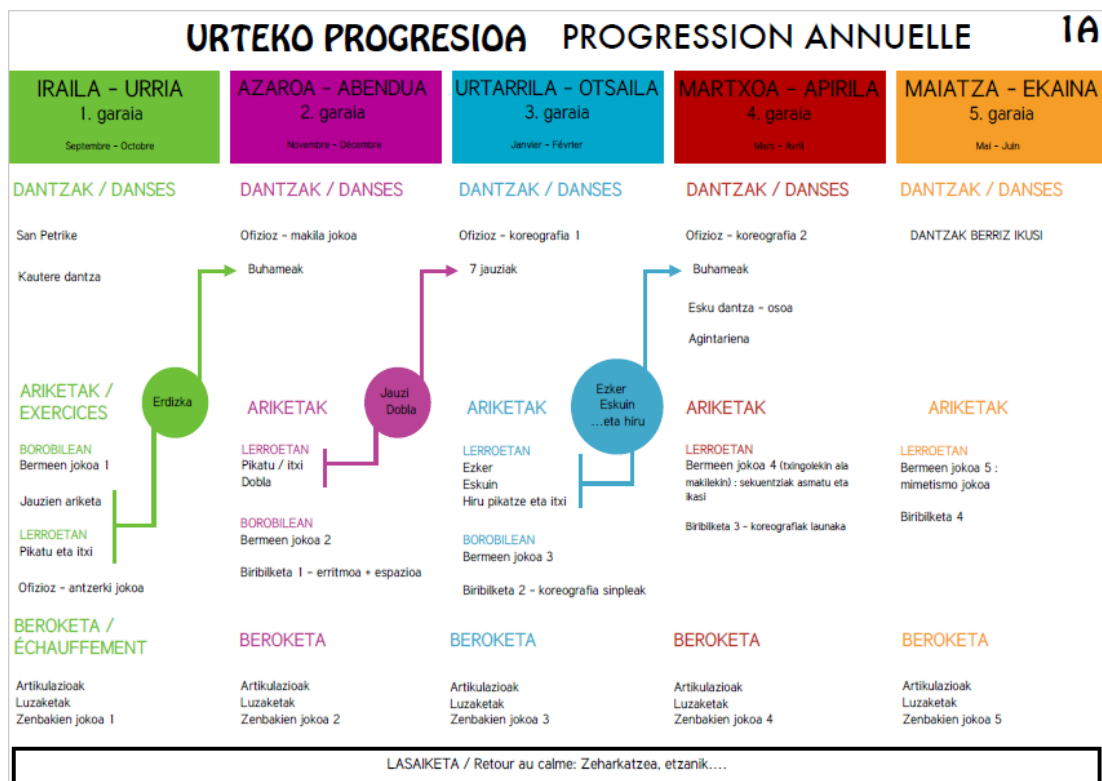 URTEKO PROGRESIOA PROGRESSION ANNUELLE 1A
IRAILA - URRIA
1. garaia
Septembre - Octobre
AZAROA - ABENDUA
2. garaia
Novembre - Décembre
URTARRILA - OTSAILA
3. garaia
Janvier - Février
MARTXOA - APIRILA
4. garaia
Mars - Avril
MAIATZA - EKAINA
5. garaia
Mai - Juin
DANTZAK / DANSES
San Petrike
Kautere dantza
DANTZAK / DANSES
Ofizioz - makila jokoa
Buhameak
DANTZAK / DANSES
Ofizioz - koreografia 1
7 jauziak
DANTZAK / DANSES
Ofizioz - koreografia 2
Buhameak
Esku dantza - osoa
Agintariena
DANTZAK / DANSES
DANTZAK BERRIZ IKUSI
ARIKETAK /
EXERCICES
BOROBILEAN
Bermeen jokoa 1
Jauzien ariketa
LERROETAN
Pikatu eta itxi
Ofizioz - antzerki jokoa
Erdizka
ARIKETAK
LERROETAN
Pikatu / itxi
Dobla
BOROBILEAN
Bermeen jokoa 2
Biribilketa 1 - erritmoa + espazioa
Jauzi
Dobla
ARIKETAK
LERROETAN
Ezker
Eskuin
Hiru pikatze eta itxi
BOROBILEAN
Bermeen jokoa 3
Biribilketa 2 - koreografia sinpleak
Ezker
Eskuin
...eta hiru
ARIKETAK
LERROETAN
Bermeen jokoa 4 (txingolekin ala
makilekin) : sekuentziak asmatu eta
ikasi
Biribilketa 3 - koreografiak launaka
ARIKETAK
LERROETAN
Bermeen jokoa 5 :
mimetismo jokoa
Biribilketa 4
BEROKETA /
ÉCHAUFFEMENT
Artikulazioak
Luzaketak
Zenbakien jokoa 1
BEROKETA
Artikulazioak
Luzaketak
Zenbakien jokoa 2
BEROKETA
Artikulazioak
Luzaketak
Zenbakien jokoa 3
BEROKETA
Artikulazioak
Luzaketak
Zenbakien jokoa 4
BEROKETA
Artikulazioak
Luzaketak
Zenbakien jokoa 5
LASAIKETA / Retour au calme: Zeharkatzea, etzanik....